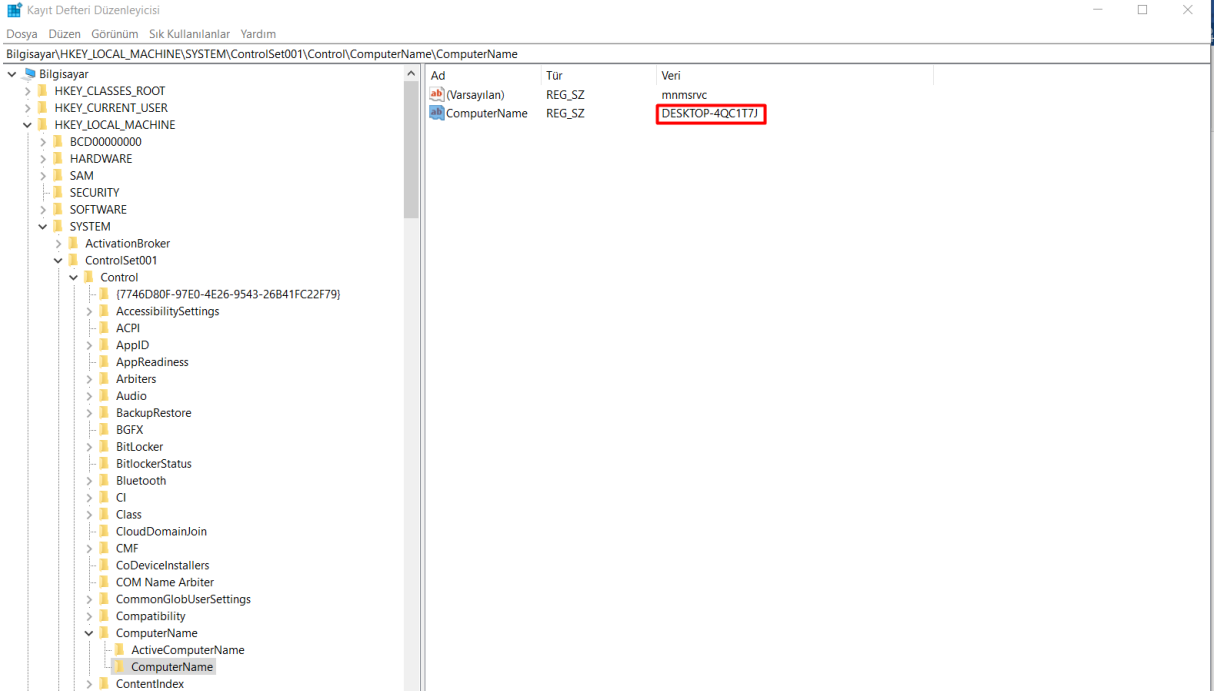 Kayıt Defteri Düzenleyicisi
Dosya Düzen Görünüm Sık Kullanılanlar Yardım
Bilgisayar\HKEY_LOCAL_MACHINE\SYSTEM\ControlSet001\Control\ComputerName\ComputerName
Bilgisayar
HKEY_CLASSES_ROOT
HKEY_CURRENT_USER
HKEY_LOCAL_MACHINE
BCD00000000
HARDWARE
SAM
SECURITY
SOFTWARE
SYSTEM
ActivationBroker
ControlSet001
Control
{7746D80F-97E0-4E26-9543-26B41FC22F79}
AccessibilitySettings
ACPI
AppID
AppReadiness
Arbiters
Audio
BackupRestore
BGFX
BitLocker
BitlockerStatus
Bluetooth
CI
Class
CloudDomainJoin
CMF
CoDeviceInstallers
COM Name Arbiter
CommonGlobUserSettings
Compatibility
ComputerName
ActiveComputerName
ComputerName
ContentIndex
Ad Tür Veri
ab (Varsayılan) REG_SZ mnmsrvc
ab ComputerName REG_SZ DESKTOP-4QC1T7J